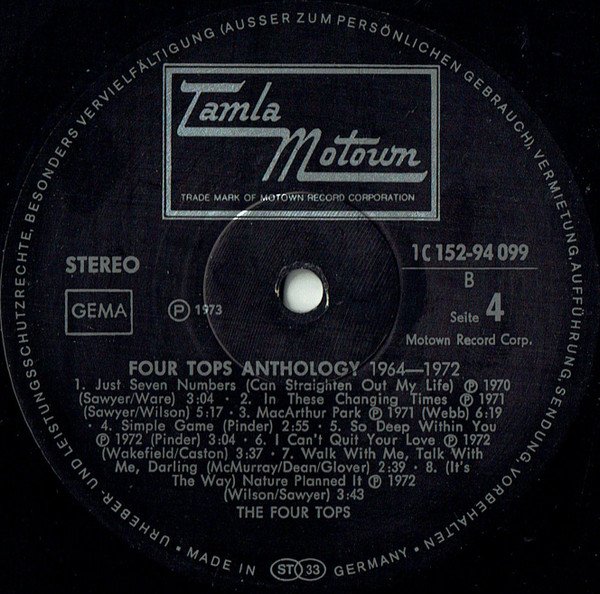 URHEBER- UND LEISTUNGSSCHUTZRECHTE, BESONDERS VERVIELFÄLTIGUNG (AUSSER ZUM PERSÖNLICHEN GEBRAUCH), VERMIETUNG, AUFFÜHRUNG, SENDUNG, VORBEHALTEN •
Tamla
Motown
TRADE MARK OF MOTOWN RECORD CORPORATION
STEREO
1C 152-94 099
B
GEMA
℗ 1973
Seite 4
Motown Record Corp.
FOUR TOPS ANTHOLOGY 1964—1972
1. Just Seven Numbers (Can Straighten Out My Life) ℗ 1970
(Sawyer/Ware) 3:04 • 2. In These Changing Times ℗ 1971
(Sawyer/Wilson) 5:17 • 3. MacArthur Park ℗ 1971 (Webb) 6:19
• 4. Simple Game (Pinder) 2:55 • 5. So Deep Within You
℗ 1972 (Pinder) 3:04 • 6. I Can't Quit Your Love ℗ 1972
(Wakefield/Caston) 3:37 • 7. Walk With Me, Talk With
Me, Darling (McMurray/Dean/Glover) 2:39 • 8. (It's
The Way) Nature Planned It ℗ 1972
(Wilson/Sawyer) 3:43
THE FOUR TOPS
• MADE IN ST 33 GERMANY •